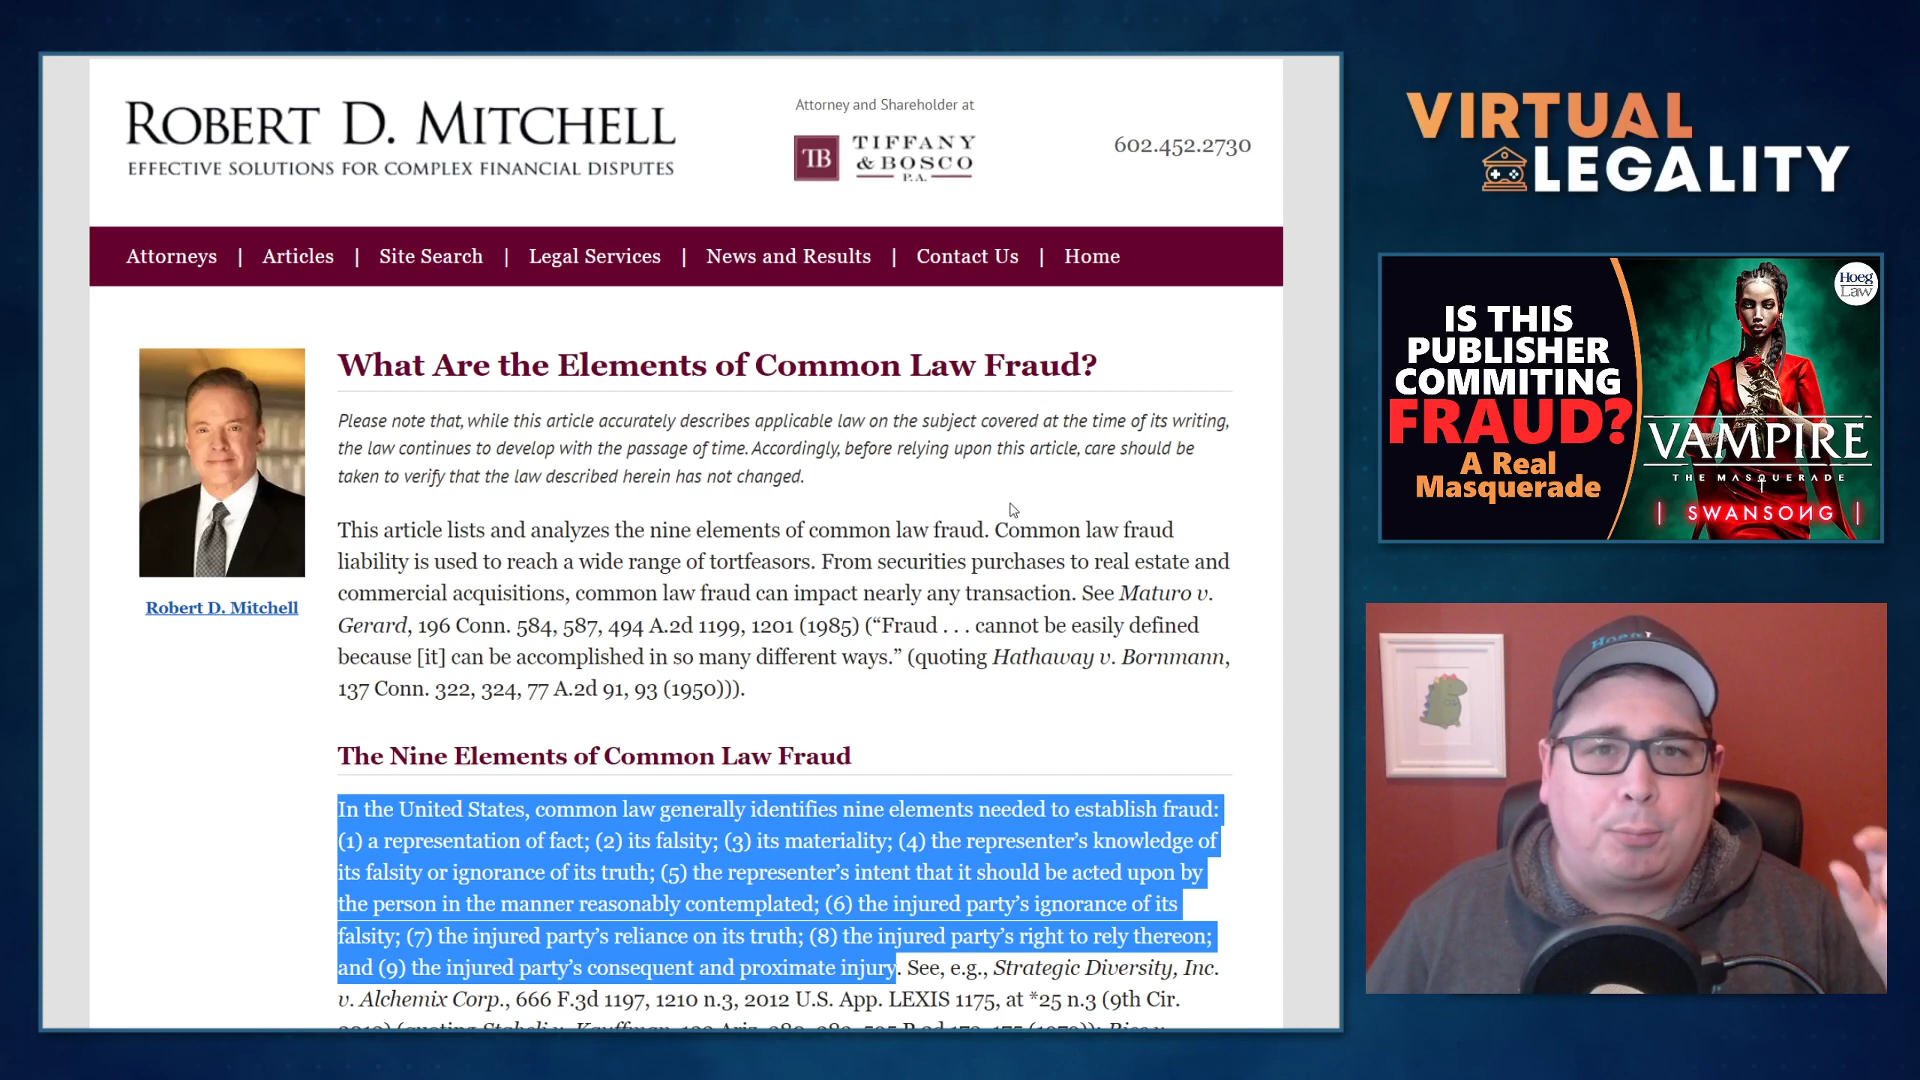 ROBERT D. MITCHELL
EFFECTIVE SOLUTIONS FOR COMPLEX FINANCIAL DISPUTES
Attorney and Shareholder at
TB
TIFFANY
& BOSCO
P.A.
602.452.2730
Attorneys | Articles | Site Search | Legal Services | News and Results | Contact Us | Home
What Are the Elements of Common Law Fraud?
Please note that, while this article accurately describes applicable law on the subject covered at the time of its writing,
the law continues to develop with the passage of time. Accordingly, before relying upon this article, care should be
taken to verify that the law described herein has not changed.
Robert D. Mitchell
This article lists and analyzes the nine elements of common law fraud. Common law fraud
liability is used to reach a wide range of tortfeasors. From securities purchases to real estate and
commercial acquisitions, common law fraud can impact nearly any transaction. See Maturo v.
Gerard, 196 Conn. 584, 587, 494 A.2d 1199, 1201 (1985) (“Fraud . . . cannot be easily defined
because [it] can be accomplished in so many different ways.” (quoting Hathaway v. Bornmann,
137 Conn. 322, 324, 77 A.2d 91, 93 (1950))).
The Nine Elements of Common Law Fraud
In the United States, common law generally identifies nine elements needed to establish fraud:
(1) a representation of fact; (2) its falsity; (3) its materiality; (4) the representer’s knowledge of
its falsity or ignorance of its truth; (5) the representer’s intent that it should be acted upon by
the person in the manner reasonably contemplated; (6) the injured party’s ignorance of its
falsity; (7) the injured party’s reliance on its truth; (8) the injured party’s right to rely thereon;
and (9) the injured party’s consequent and proximate injury. See, e.g., Strategic Diversity, Inc.
v. Alchemix Corp., 666 F.3d 1197, 1210 n.3, 2012 U.S. App. LEXIS 1175, at *25 n.3 (9th Cir.
VIRTUAL
LEGALITY
IS THIS
PUBLISHER
COMMITING
FRAUD?
A Real
Masquerade
Hoeg
Law
VAMPIRE
THE MASQUERADE
| SWANSOИG |